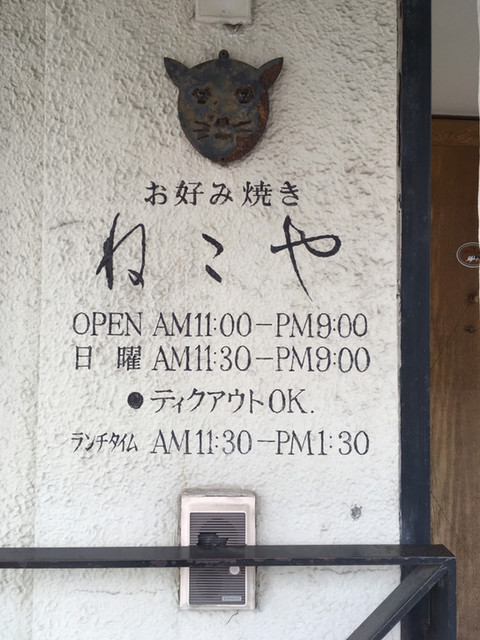 お好み焼き
ねこや
OPEN AM11:00-PM9:00
日曜 AM11:30-PM9:00
●ティクアウトOK.
ランチタイム AM11:30-PM1:30